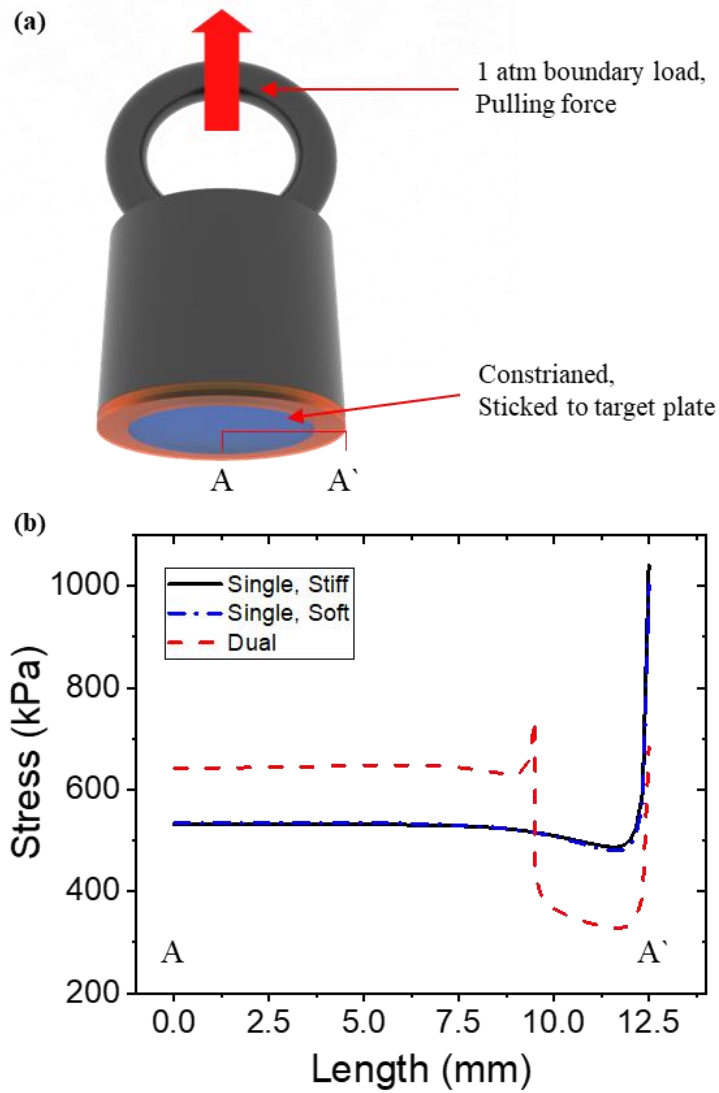 (a)
1 atm boundary load,
Pulling force
Constrianed,
Sticked to target plate
A A`
(b)
Single, Stiff
Single, Soft
Dual
1000
800
600
400
200
Stress (kPa)
A A`
0.0 2.5 5.0 7.5 10.0 12.5
Length (mm)